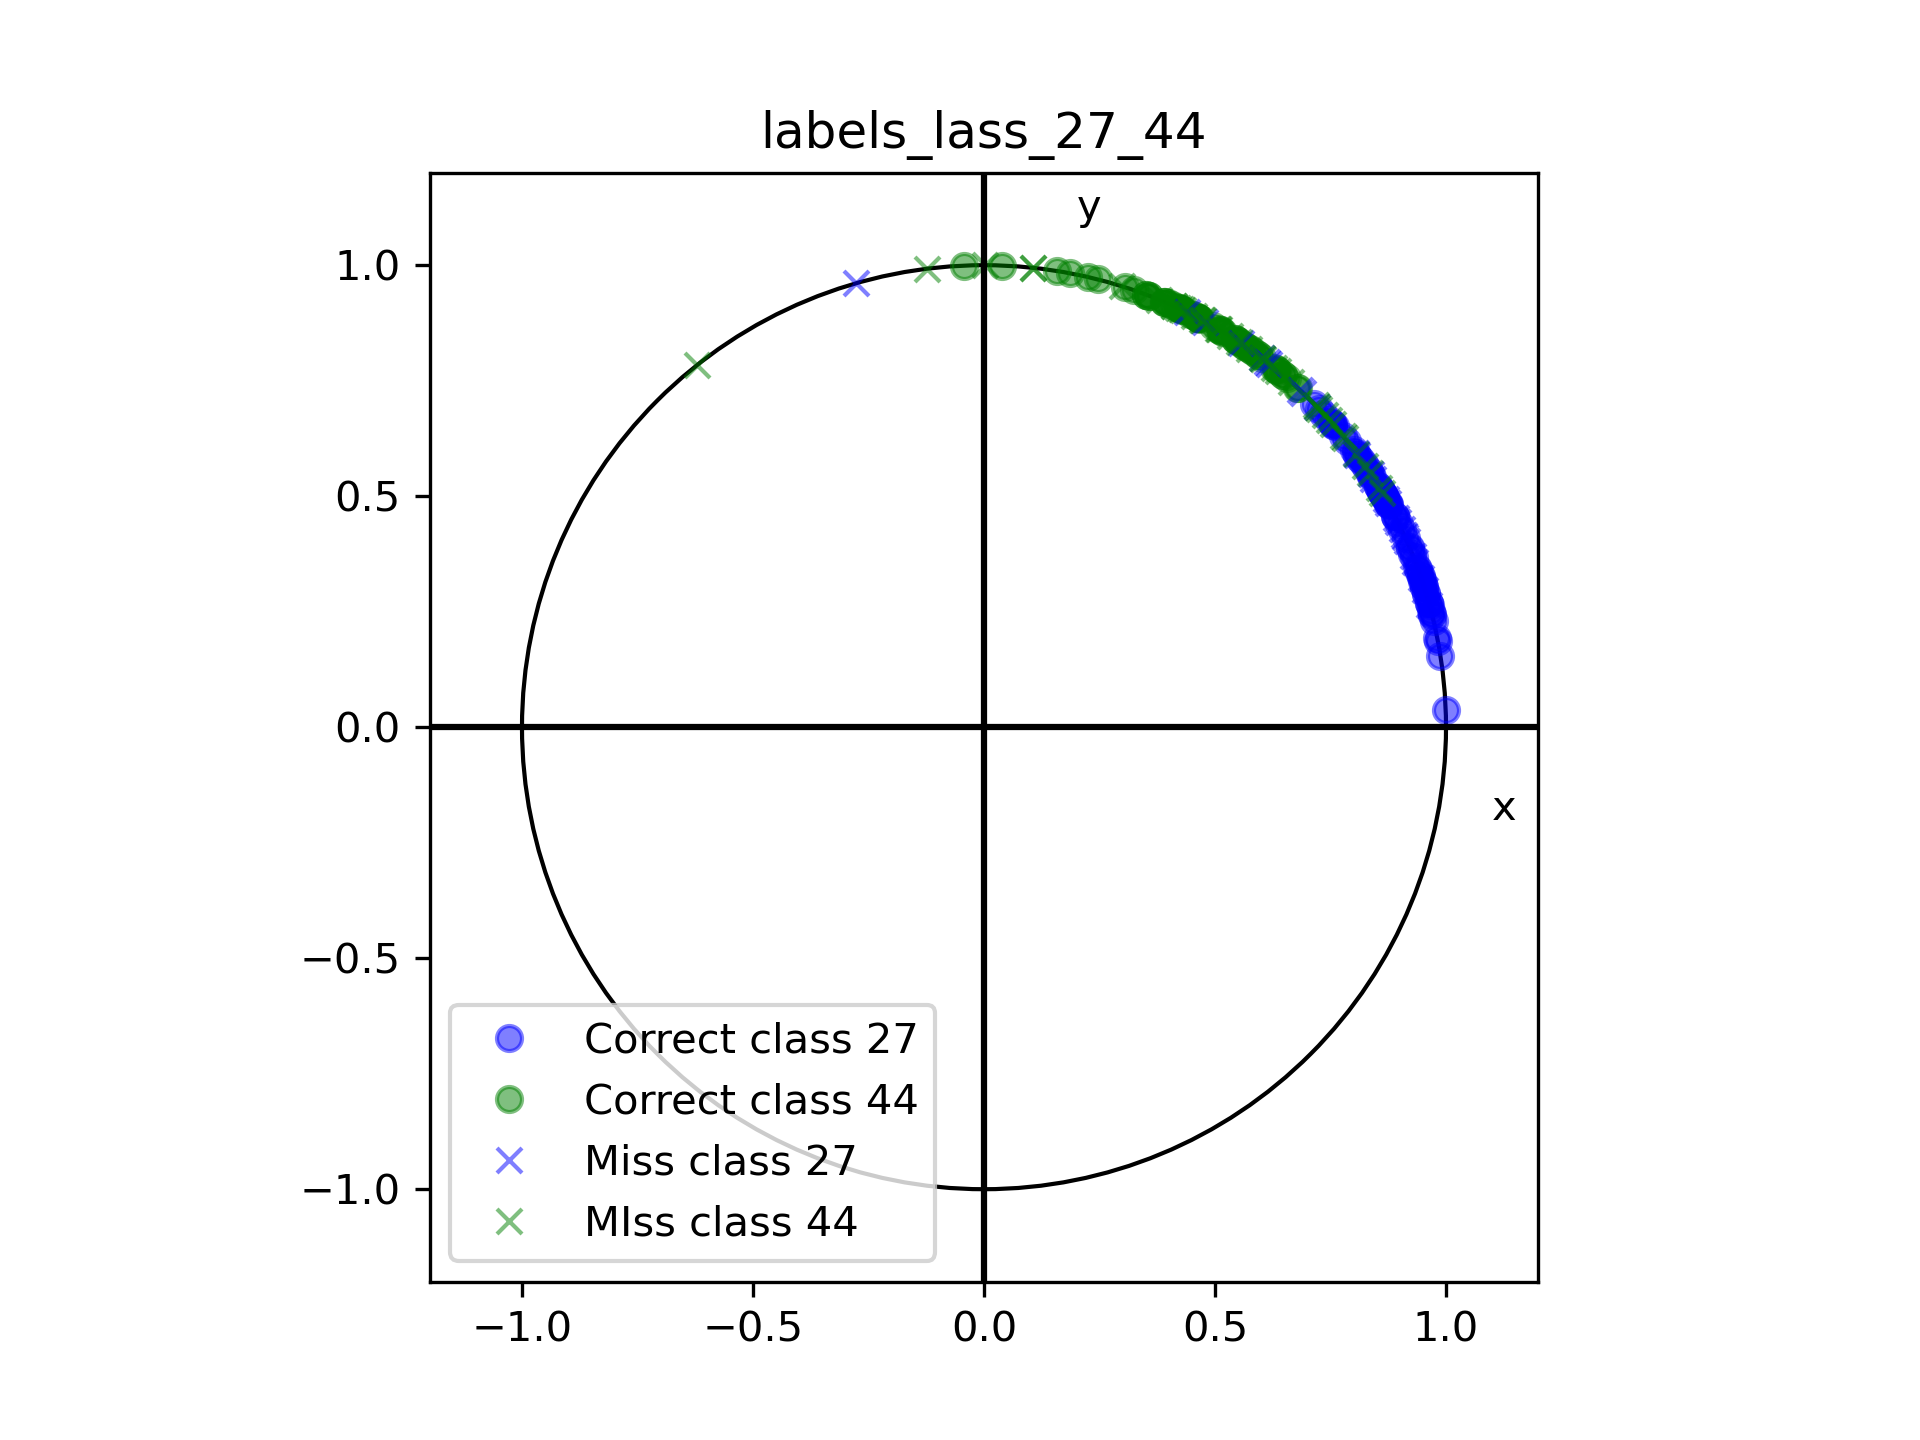 labels_lass_27_44
y
1.0
0.5
0.0
−0.5
−1.0
x
Correct class 27
Correct class 44
Miss class 27
MIss class 44
−1.0 −0.5 0.0 0.5 1.0